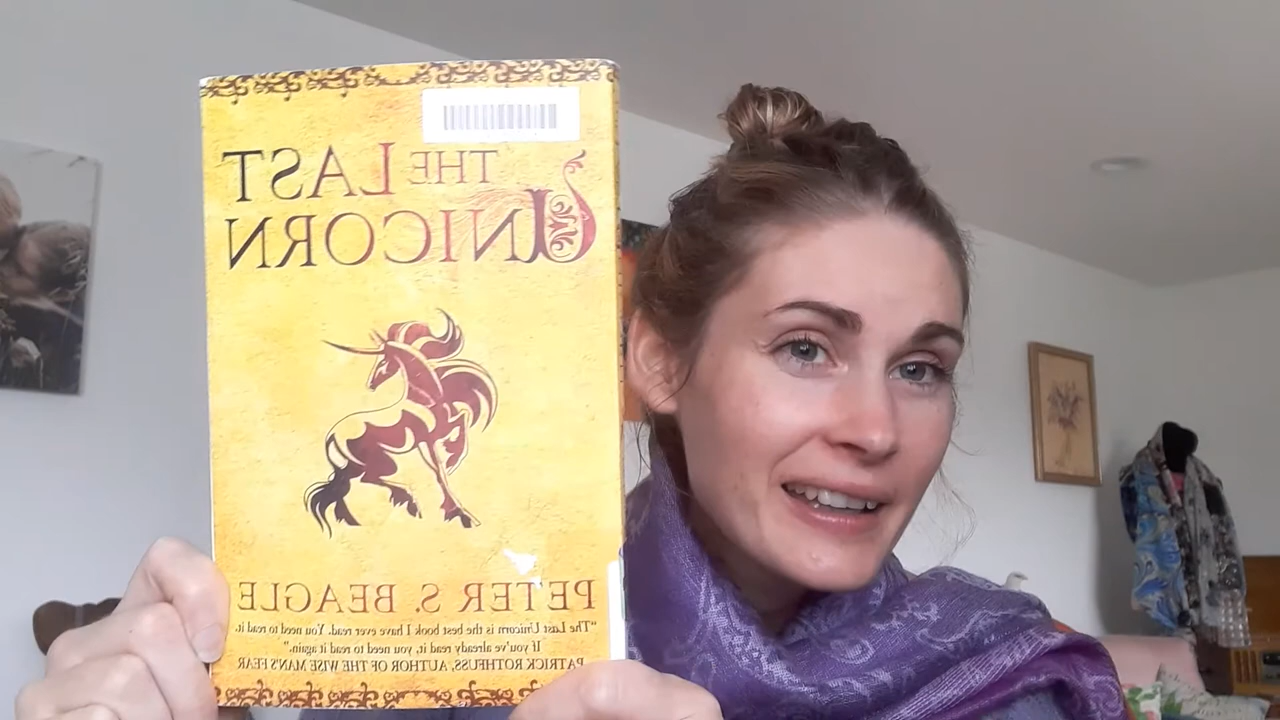 THE LAST
UNICORN
PETER S. BEAGLE
"The Last Unicorn is the best book I have ever read. You need to read it.
If you've already read it, you need to read it again."
PATRICK ROTHFUSS, AUTHOR OF THE WISE MAN'S FEAR